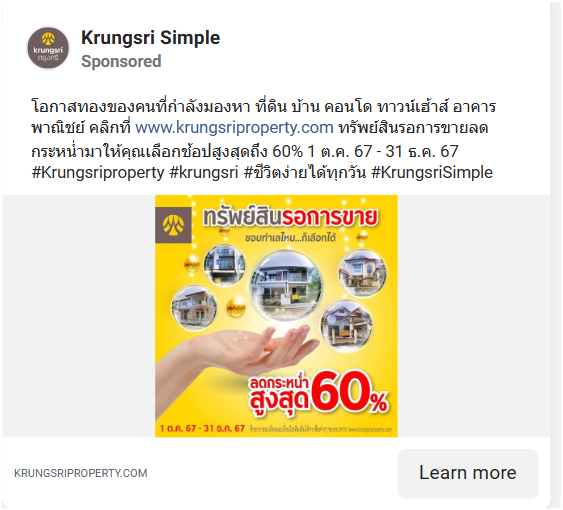 krungsri
กรุงศรี
Krungsri Simple
Sponsored
โอกาสทองของคนที่กำลังมองหา ที่ดิน บ้าน คอนโด ทาวน์เฮ้าส์ อาคาร
พาณิชย์ คลิกที่ www.krungsriproperty.com ทรัพย์สินรอการขายลด
กระหน่ำมาให้คุณเลือกช้อปสูงสุดถึง 60% 1 ต.ค. 67 - 31 ธ.ค. 67
#Krungsriproperty #krungsri #ชีวิตง่ายได้ทุกวัน #KrungsriSimple
ทรัพย์สินรอการขาย
ชอบทำเลไหน...ก็เลือกได้
ลดกระหน่ำ
สูงสุด 60%
1 ต.ค. 67 - 31 ธ.ค. 67
KRUNGSRIPROPERTY.COM
Learn more